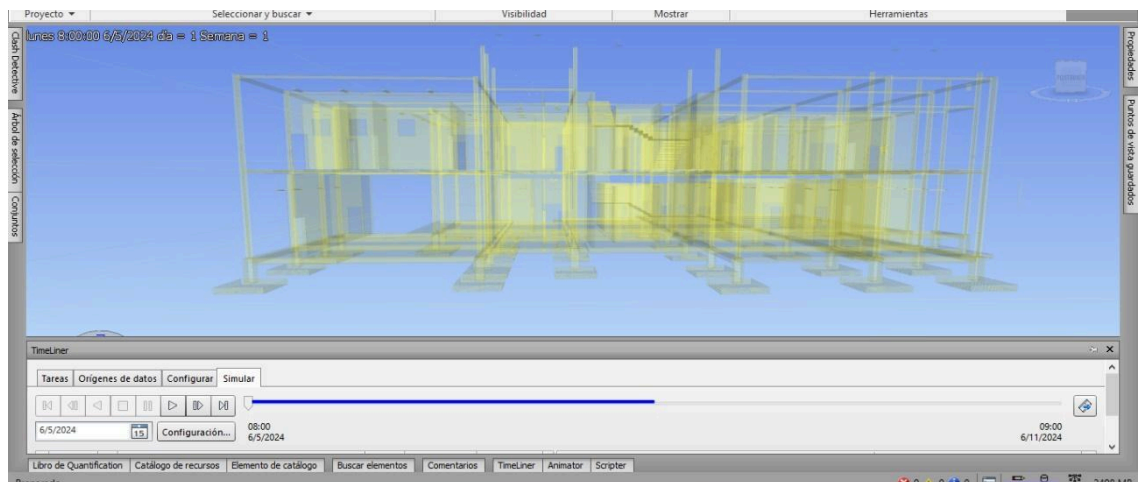 Proyecto Seleccionar y buscar Visibilidad Mostrar Herramientas
lunes 8:00:00 6/5/2024 día = 1 Semana = 1
Clash Detective
Árbol de selección
Conjuntos
Propiedades
Puntos de vista guardados
TimeLiner
Tareas Orígenes de datos Configurar Simular
6/5/2024 15 Configuración... 08:00 09:00
6/5/2024 6/11/2024
Libro de Quantification Catálogo de recursos Elemento de catálogo Buscar elementos Comentarios TimeLiner Animator Scripter